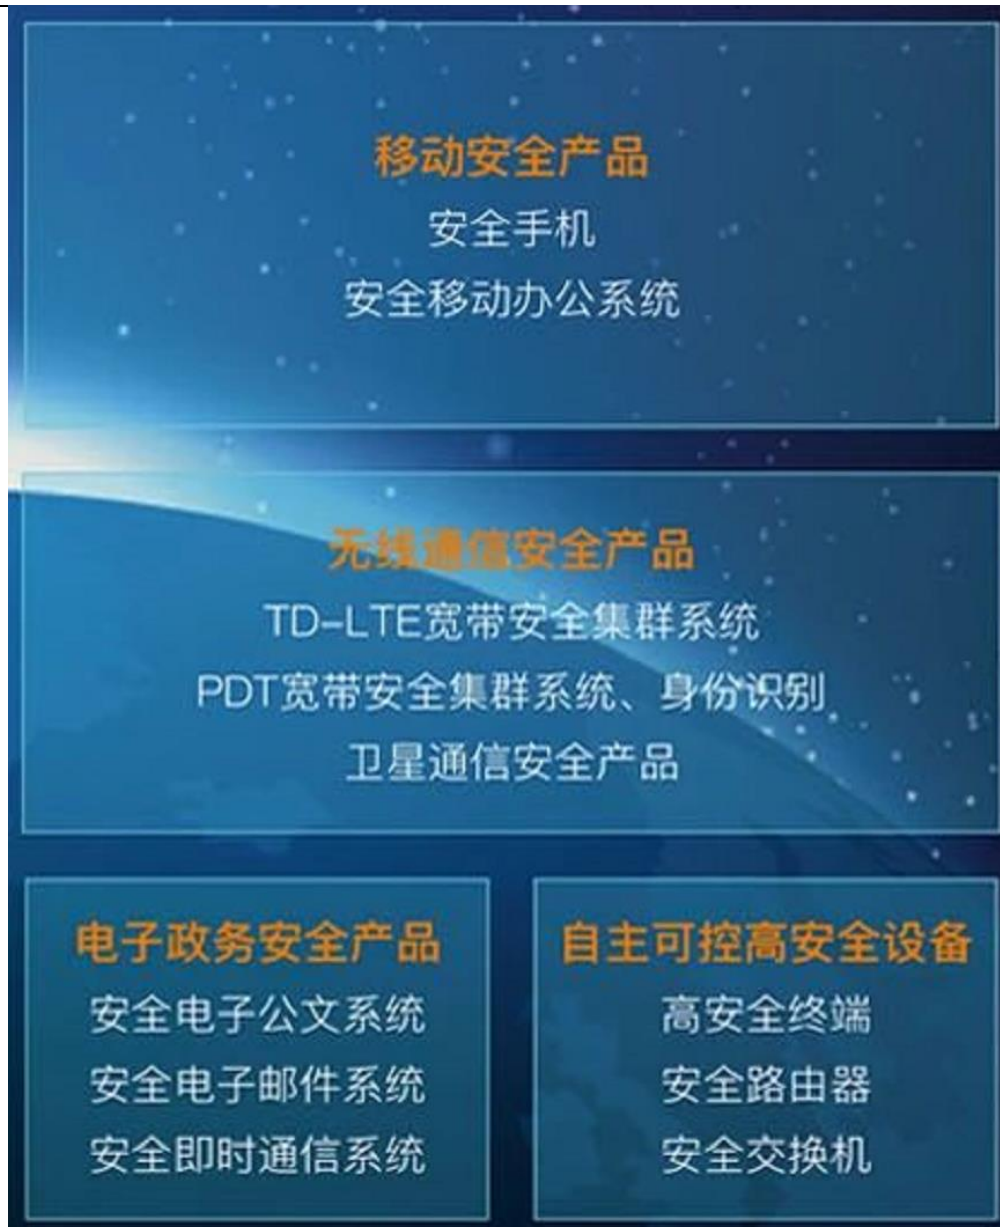 移动安全产品
安全手机
安全移动办公系统
无线通信安全产品
TD-LTE宽带安全集群系统
PDT宽带安全集群系统、身份识别
卫星通信安全产品
电子政务安全产品
安全电子公文系统
安全电子邮件系统
安全即时通信系统
自主可控高安全设备
高安全终端
安全路由器
安全交换机